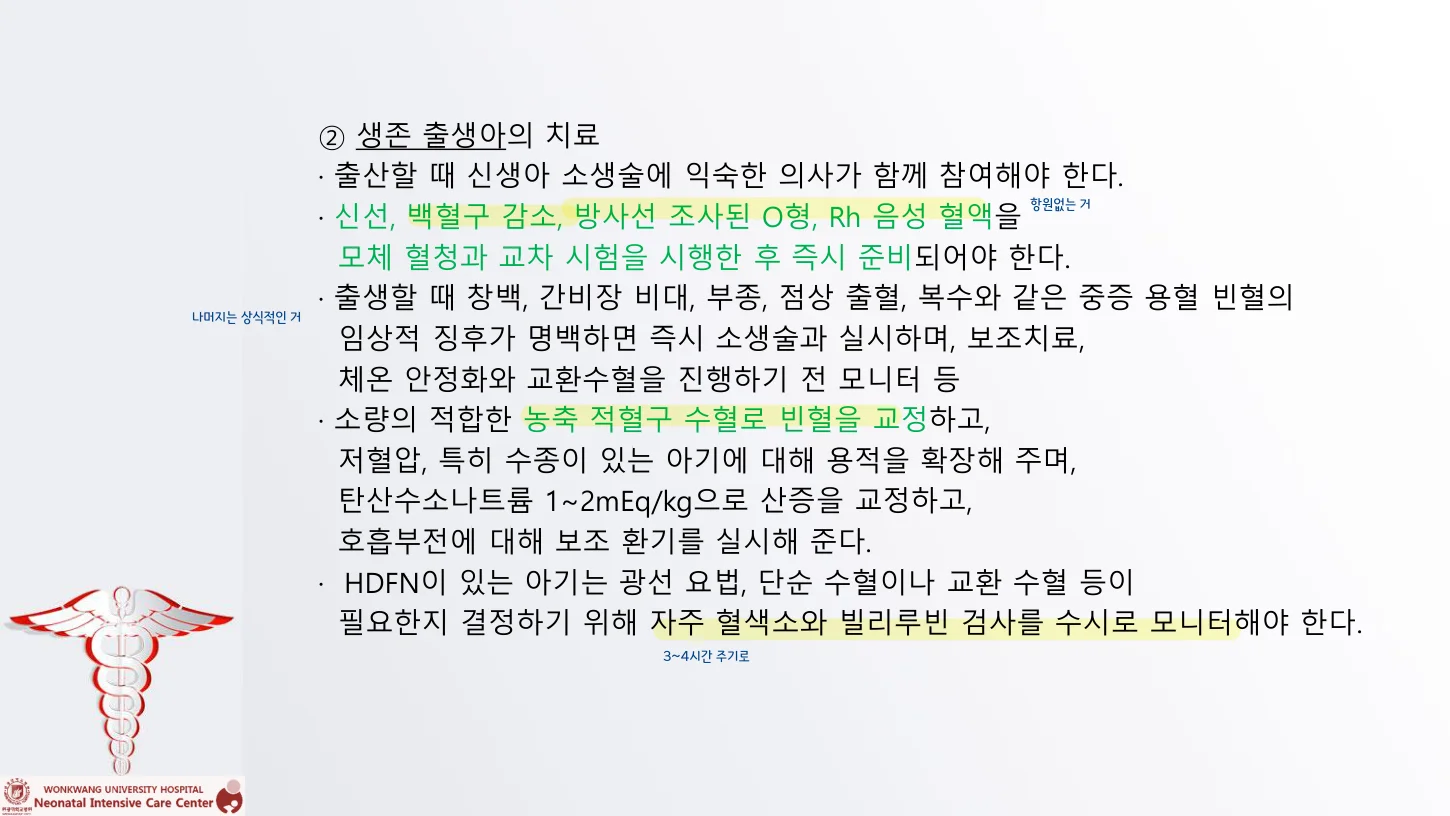 ② 생존 출생아의 치료
· 출산할 때 신생아 소생술에 익숙한 의사가 함께 참여해야 한다.
· 신선, 백혈구 감소, 방사선 조사된 O형, Rh 음성 혈액을 항원없는 거
모체 혈청과 교차 시험을 시행한 후 즉시 준비되어야 한다.
· 출생할 때 창백, 간비장 비대, 부종, 점상 출혈, 복수와 같은 중증 용혈 빈혈의
나머지는 상식적인 거
임상적 징후가 명백하면 즉시 소생술과 실시하며, 보조치료,
체온 안정화와 교환수혈을 진행하기 전 모니터 등
· 소량의 적합한 농축 적혈구 수혈로 빈혈을 교정하고,
저혈압, 특히 수종이 있는 아기에 대해 용적을 확장해 주며,
탄산수소나트륨 1~2mEq/kg으로 산증을 교정하고,
호흡부전에 대해 보조 환기를 실시해 준다.
· HDFN이 있는 아기는 광선 요법, 단순 수혈이나 교환 수혈 등이
필요한지 결정하기 위해 자주 혈색소와 빌리루빈 검사를 수시로 모니터해야 한다.
3~4시간 주기로
WONKWANG UNIVERSITY HOSPITAL
Neonatal Intensive Care Center